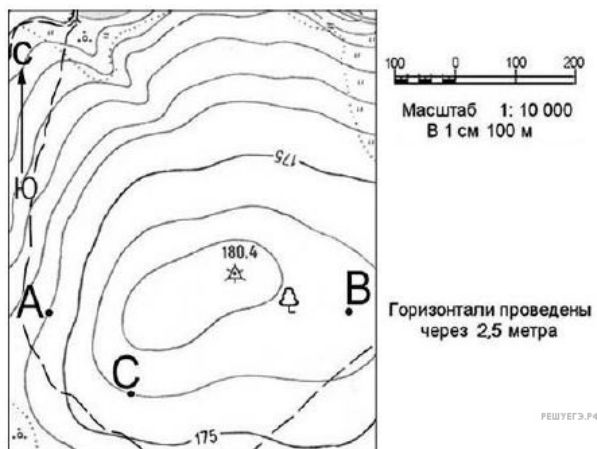 С
Ю
175
180.4
А
В
С
175
100 0 100 200
Масштаб 1: 10 000
В 1 см 100 м
Горизонтали проведены
через 2,5 метра
РЕШУЕГЭ.РФ